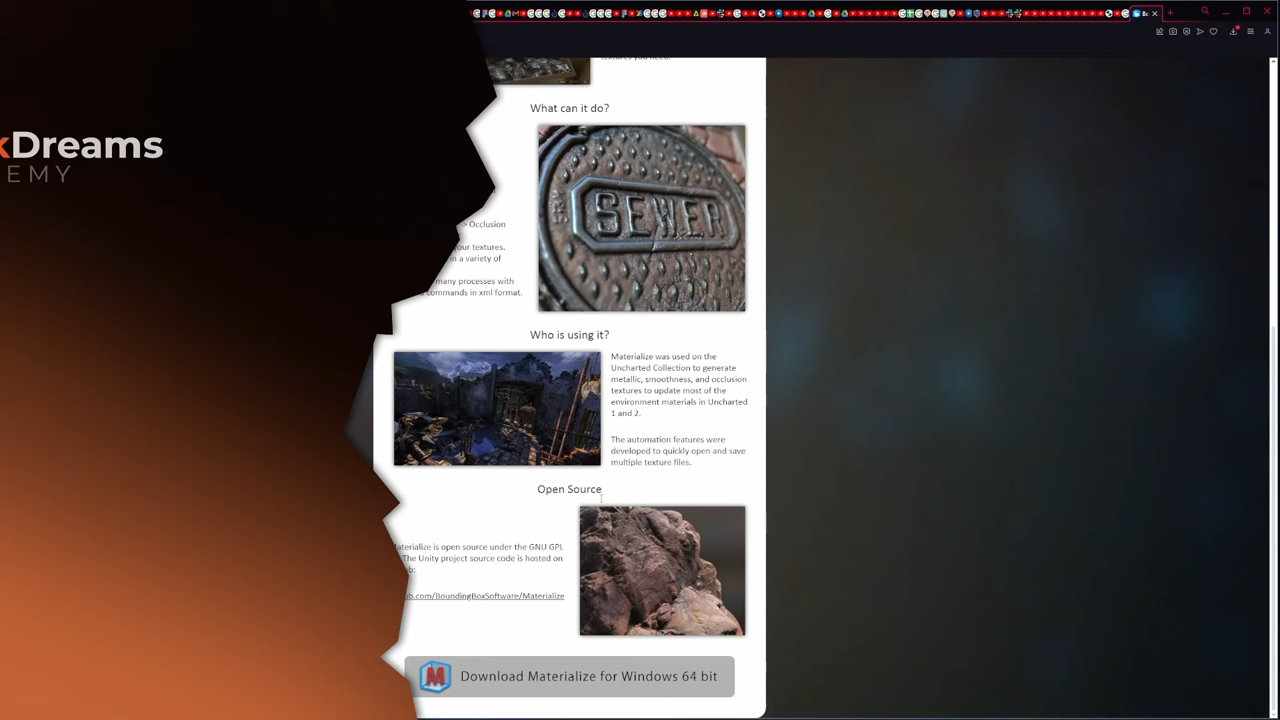 kDreams
EMY
textures you need.
What can it do?
SEWER
> Occlusion
our textures.
in a variety of
many processes with
commands in xml format.
Who is using it?
Materialize was used on the
Uncharted Collection to generate
metallic, smoothness, and occlusion
textures to update most of the
environment materials in Uncharted
1 and 2.
The automation features were
developed to quickly open and save
multiple texture files.
Open Source
aterialize is open source under the GNU GPL
The Unity project source code is hosted on
b:
b.com/BoundingBoxSoftware/Materialize
M
Download Materialize for Windows 64 bit